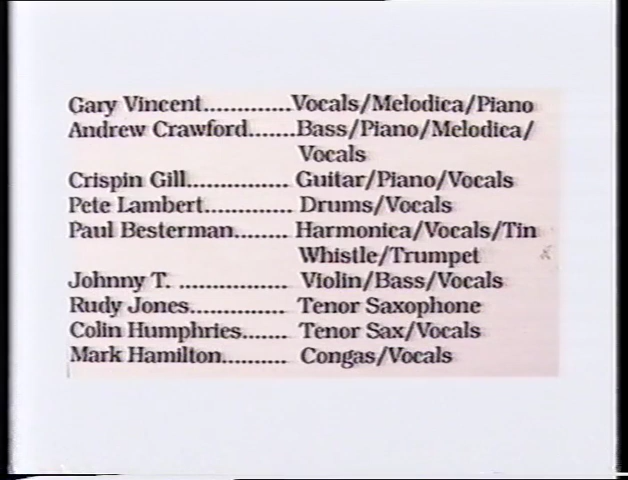 Gary Vincent.............Vocals/Melodica/Piano
Andrew Crawford.......Bass/Piano/Melodica/
Vocals
Crispin Gill............... Guitar/Piano/Vocals
Pete Lambert............. Drums/Vocals
Paul Besterman........ Harmonica/Vocals/Tin
Whistle/Trumpet
Johnny T. ................ Violin/Bass/Vocals
Rudy Jones.............. Tenor Saxophone
Colin Humphries....... Tenor Sax/Vocals
Mark Hamilton.......... Congas/Vocals